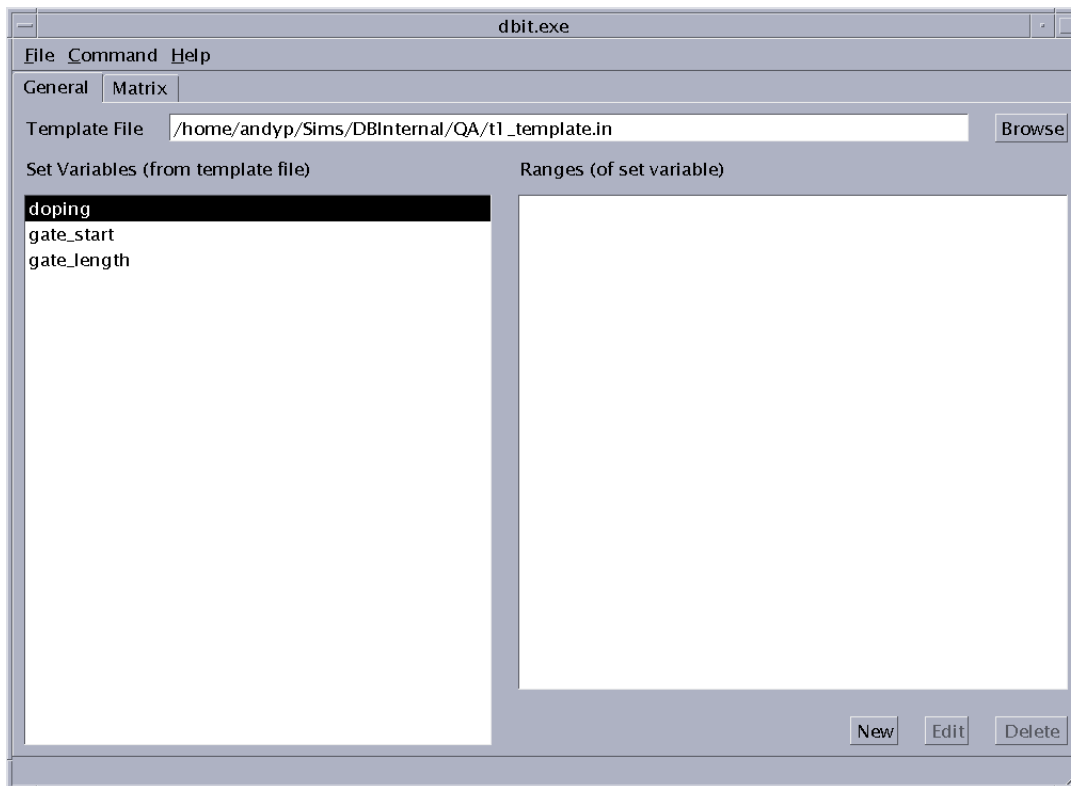 dbit.exe
File Command Help
General Matrix
Template File /home/andyp/Sims/DBInternal/QA/t1_template.in Browse
Set Variables (from template file) Ranges (of set variable)
doping
gate_start
gate_length
New Edit Delete